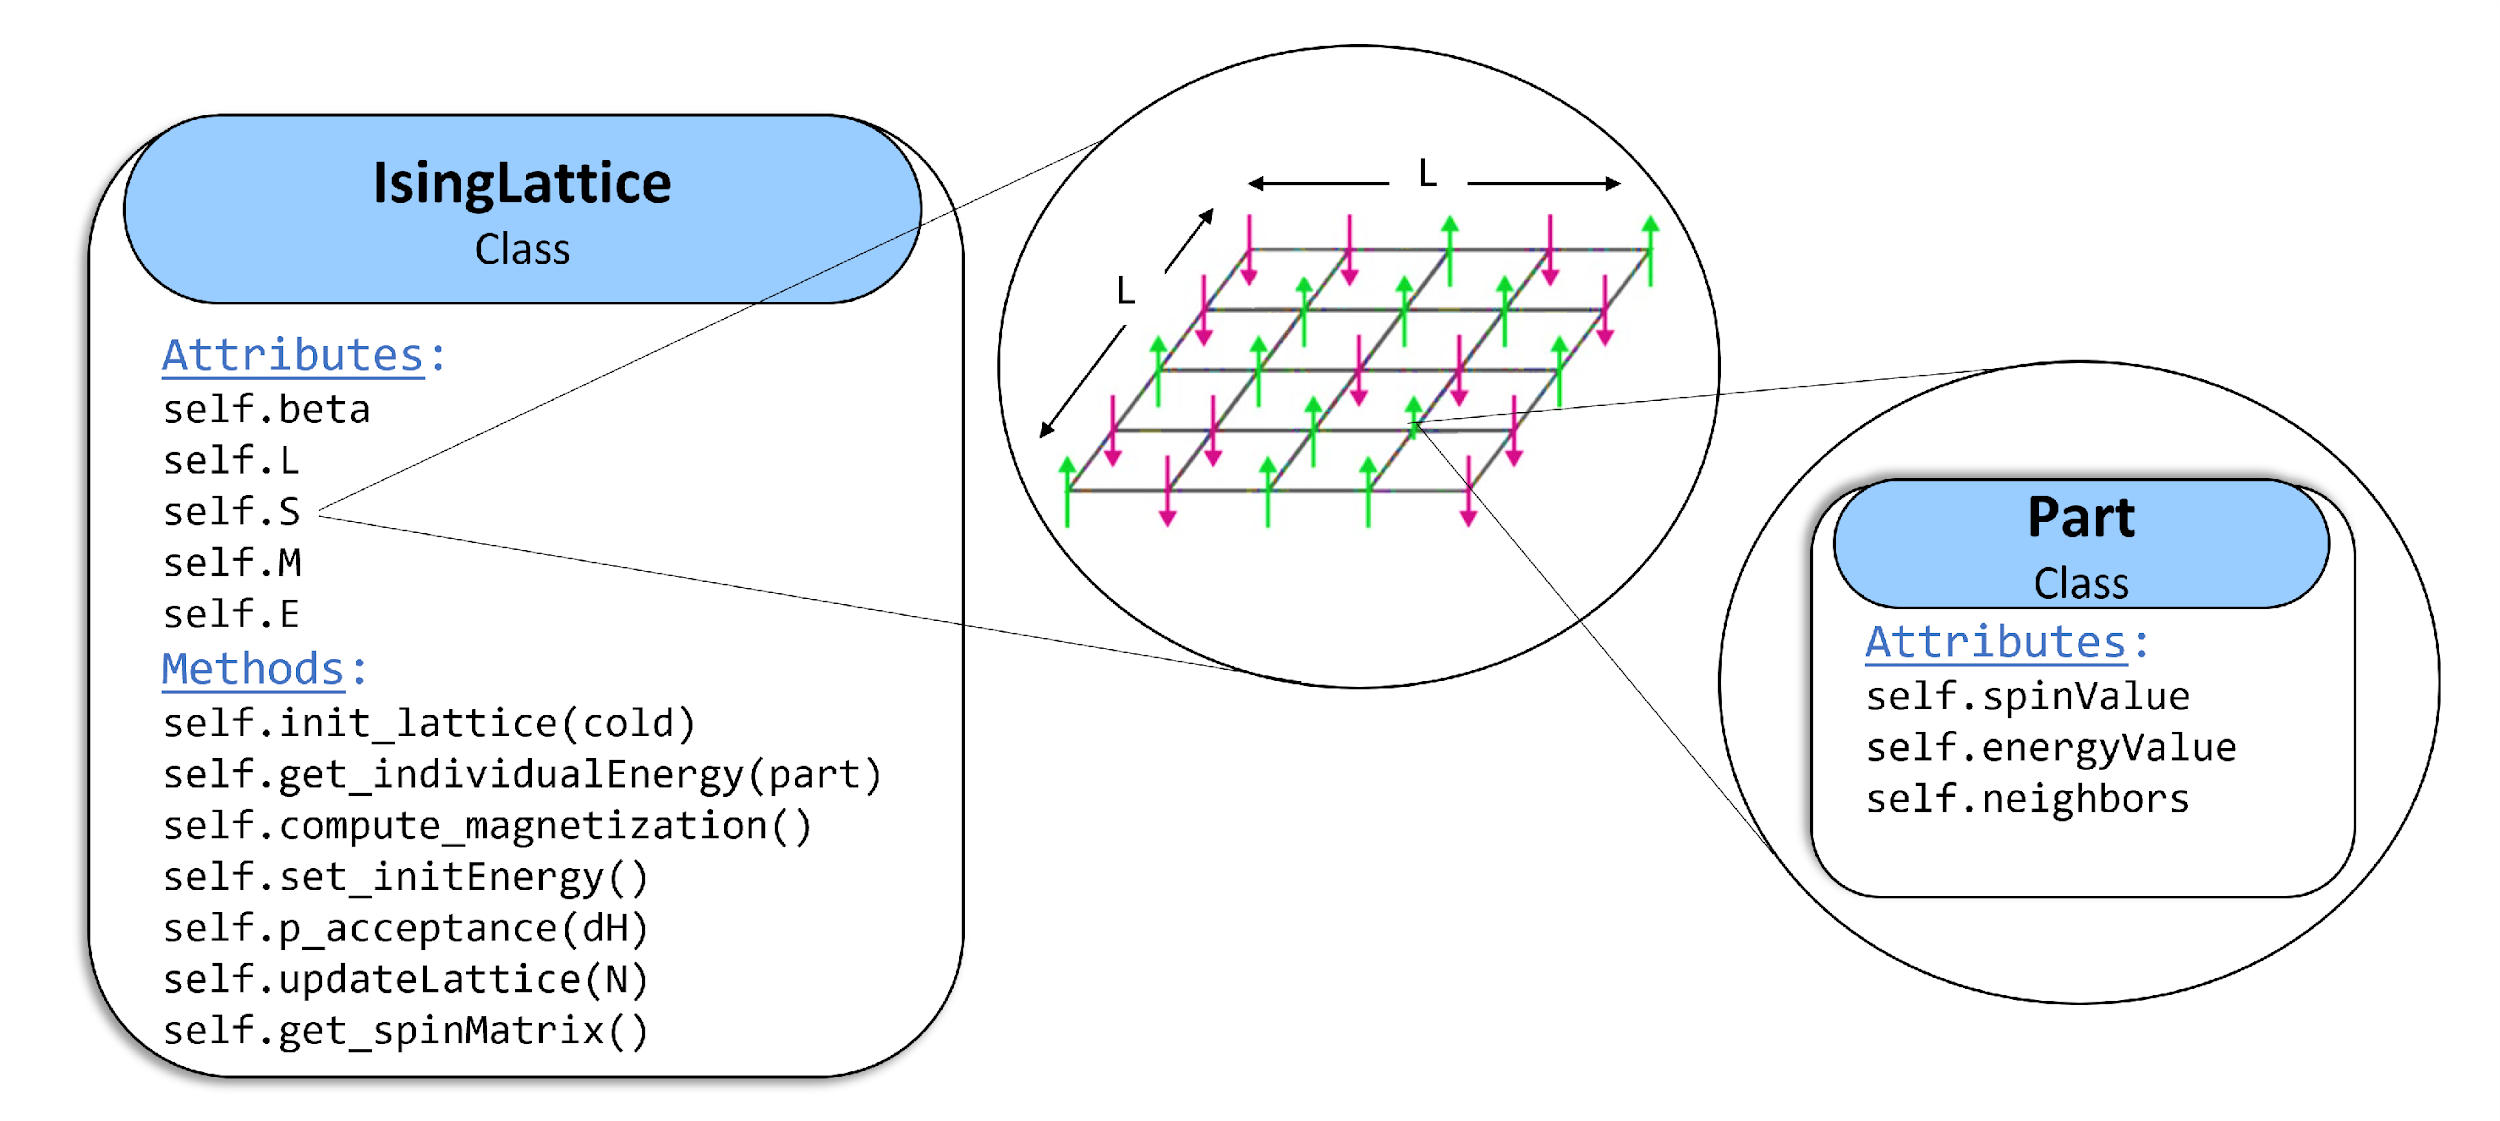 IsingLattice
Class
Attributes:
self.beta
self.L
self.S
self.M
self.E
Methods:
self.init_lattice(cold)
self.get_individualEnergy(part)
self.compute_magnetization()
self.set_initEnergy()
self.p_acceptance(dH)
self.updateLattice(N)
self.get_spinMatrix()
L
L
Part
Class
Attributes:
self.spinValue
self.energyValue
self.neighbors